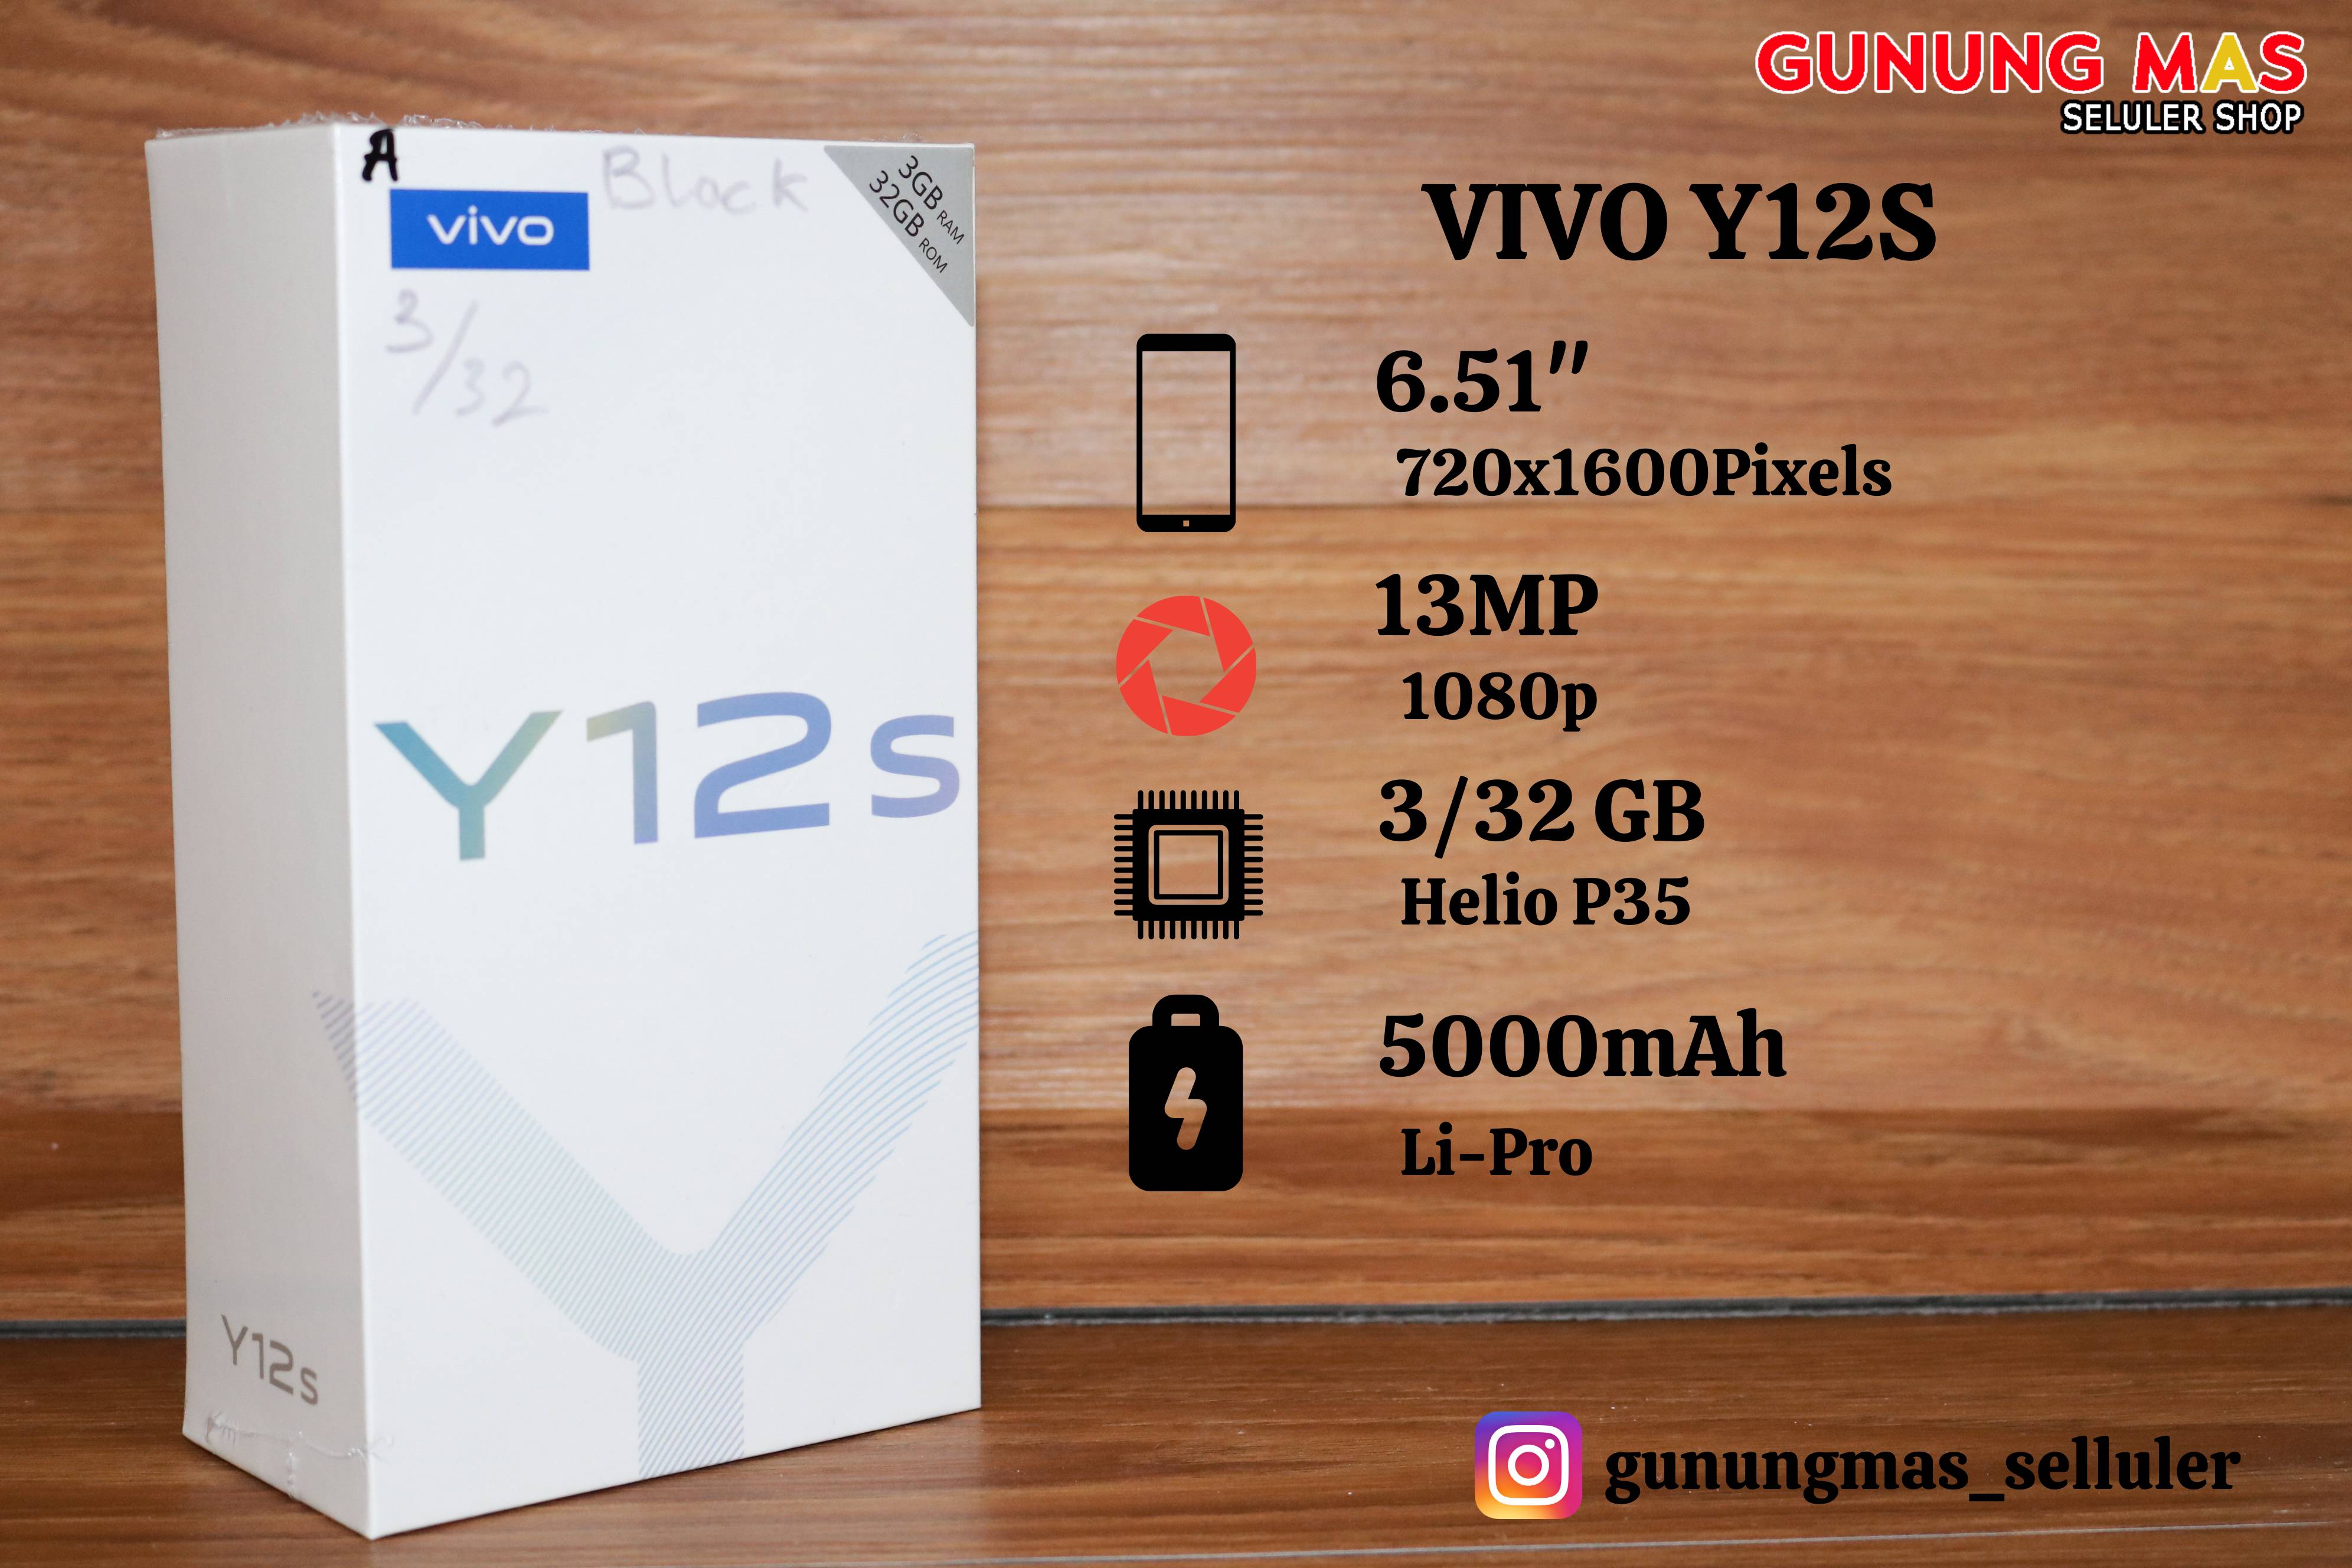 GUNUNG MAS
SELULER SHOP
A
Black
vivo
3GB RAM
32GB ROM
3/32
Y12s
Y12s
VIVO Y12S
6.51"
720x1600Pixels
13MP
1080p
3/32 GB
Helio P35
5000mAh
Li-Pro
gunungmas_selluler